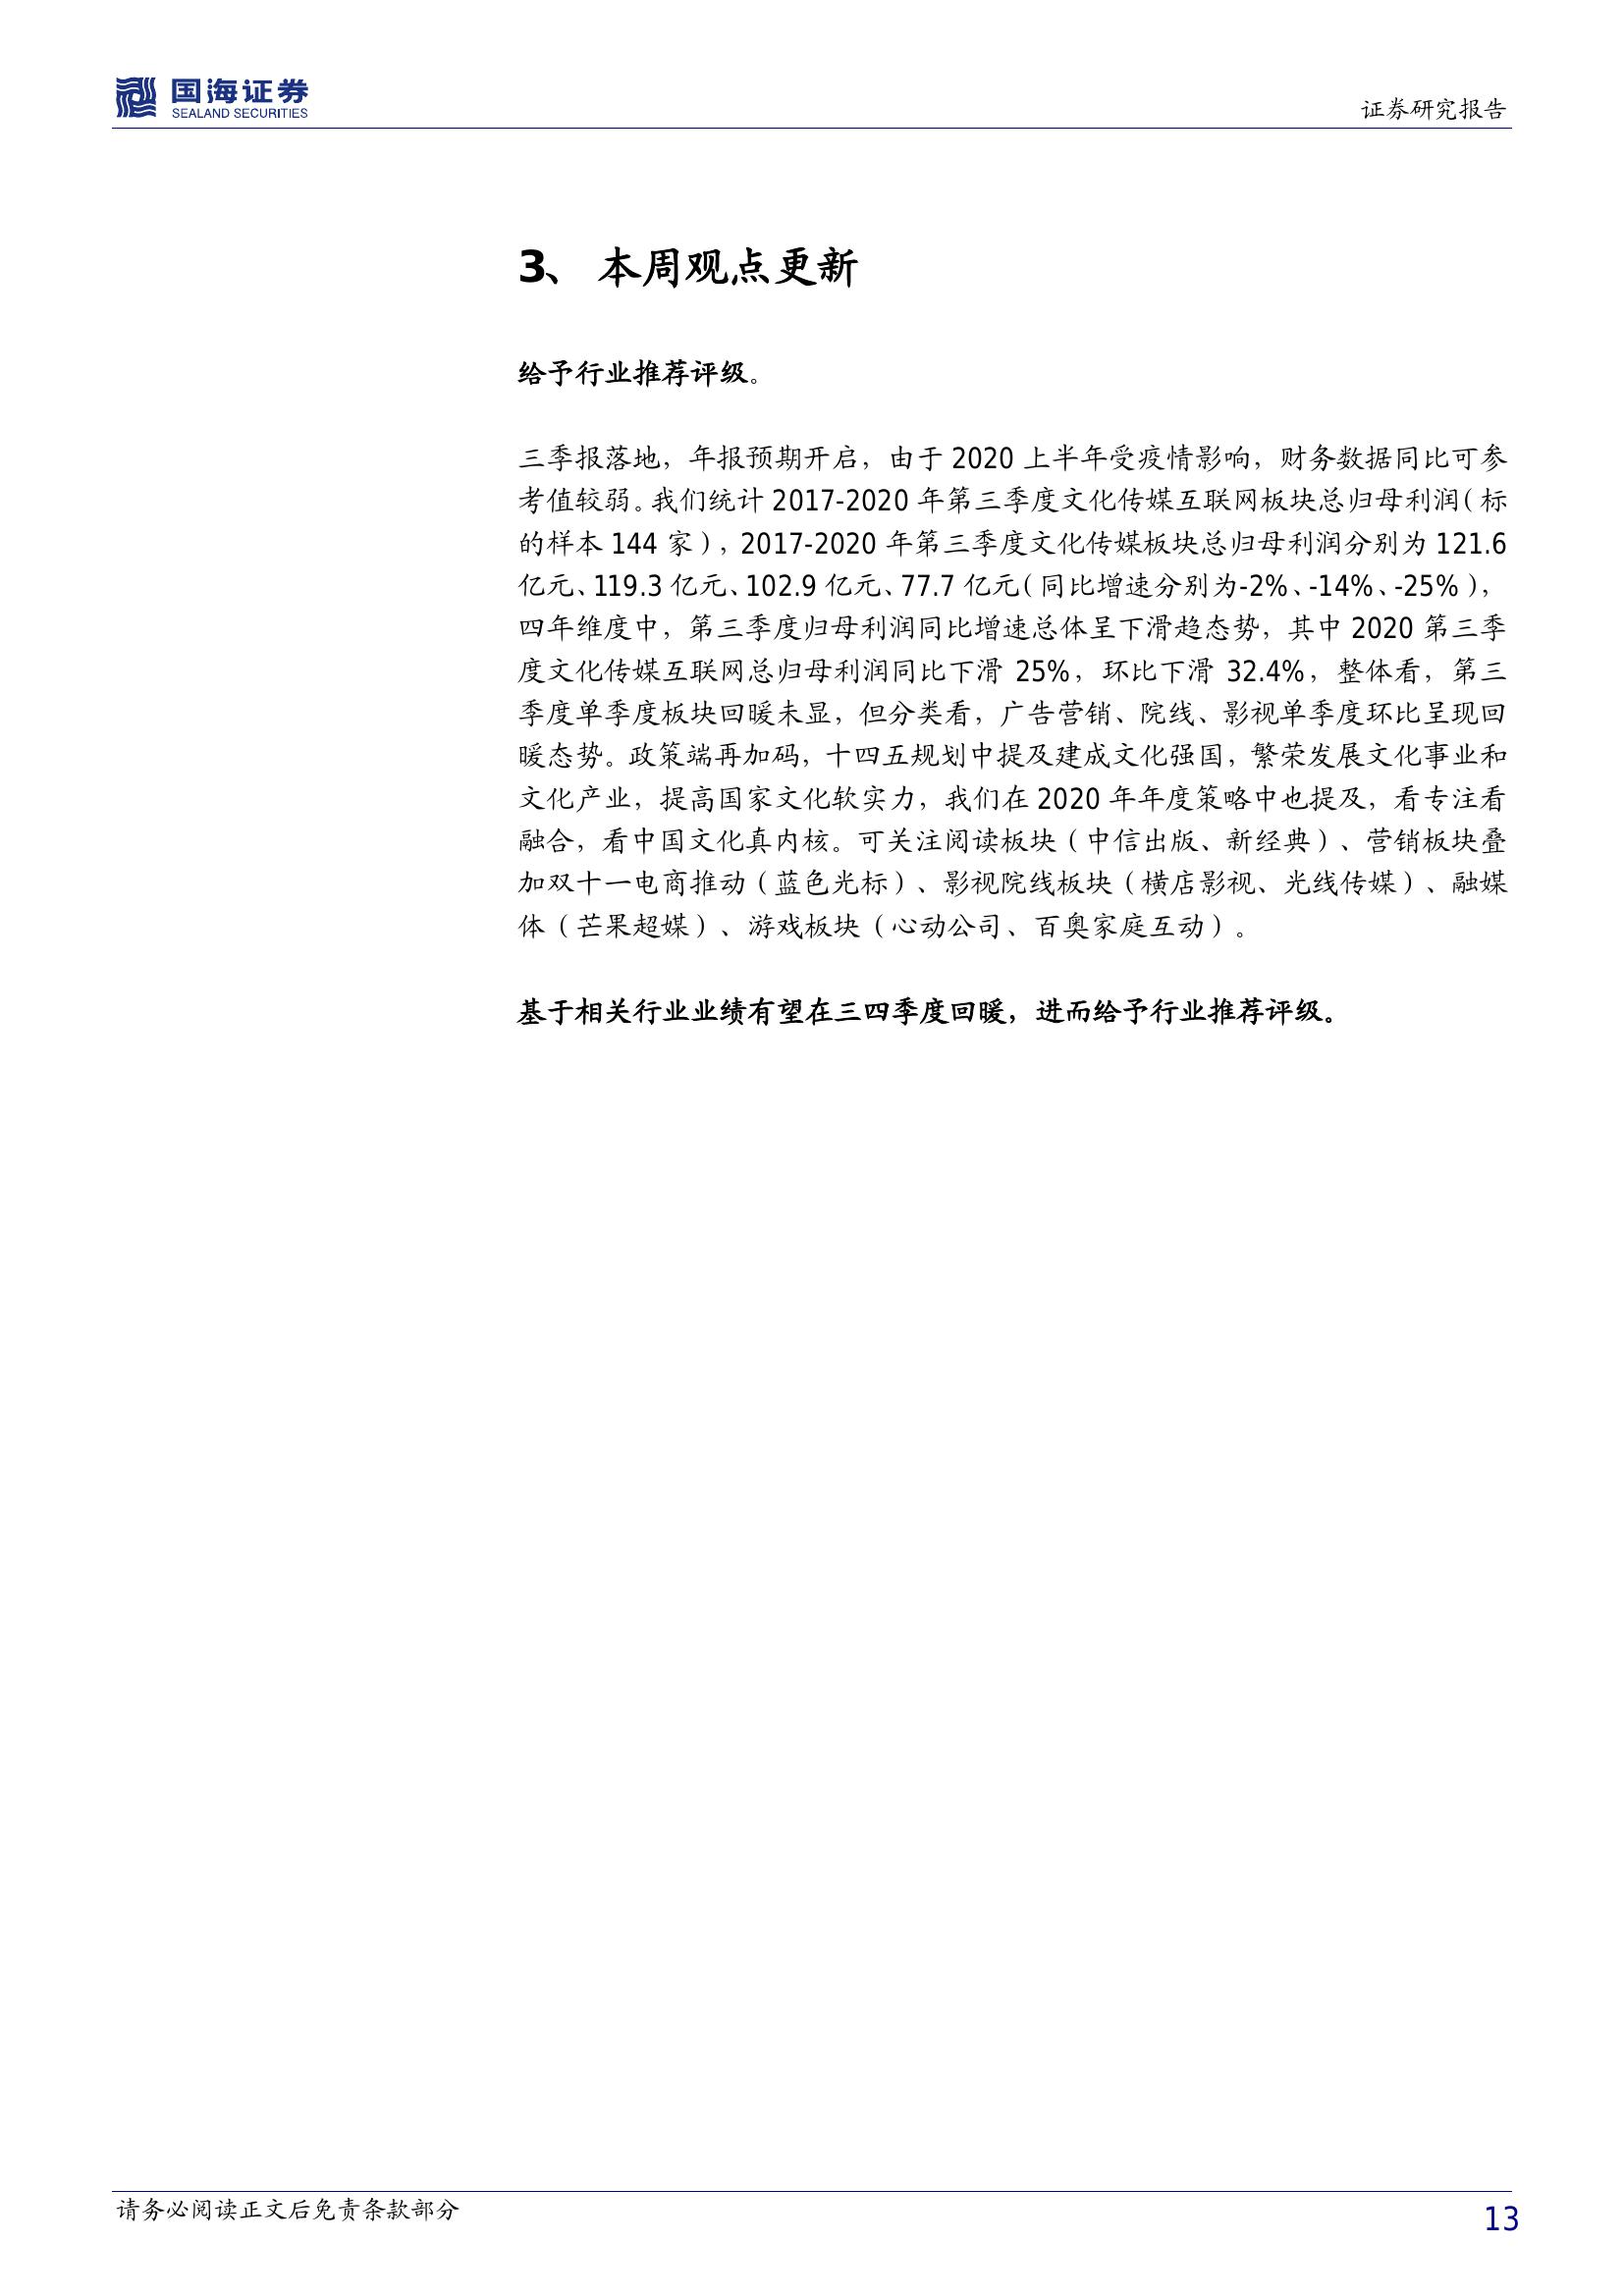 国海证券
SEALAND SECURITIES
证券研究报告
3、 本周观点更新
给予行业推荐评级。
三季报落地，年报预期开启，由于 2020 上半年受疫情影响，财务数据同比可参
考值较弱。我们统计 2017-2020 年第三季度文化传媒互联网板块总归母利润（标
的样本 144 家），2017-2020 年第三季度文化传媒板块总归母利润分别为 121.6
亿元、119.3 亿元、102.9 亿元、77.7 亿元（同比增速分别为-2%、-14%、-25%），
四年维度中，第三季度归母利润同比增速总体呈下滑趋态势，其中 2020 第三季
度文化传媒互联网总归母利润同比下滑 25%，环比下滑 32.4%，整体看，第三
季度单季度板块回暖未显，但分类看，广告营销、院线、影视单季度环比呈现回
暖态势。政策端再加码，十四五规划中提及建成文化强国，繁荣发展文化事业和
文化产业，提高国家文化软实力，我们在 2020 年年度策略中也提及，看专注看
融合，看中国文化真内核。可关注阅读板块（中信出版、新经典）、营销板块叠
加双十一电商推动（蓝色光标）、影视院线板块（横店影视、光线传媒）、融媒
体（芒果超媒）、游戏板块（心动公司、百奥家庭互动）。
基于相关行业业绩有望在三四季度回暖，进而给予行业推荐评级。
请务必阅读正文后免责条款部分
13